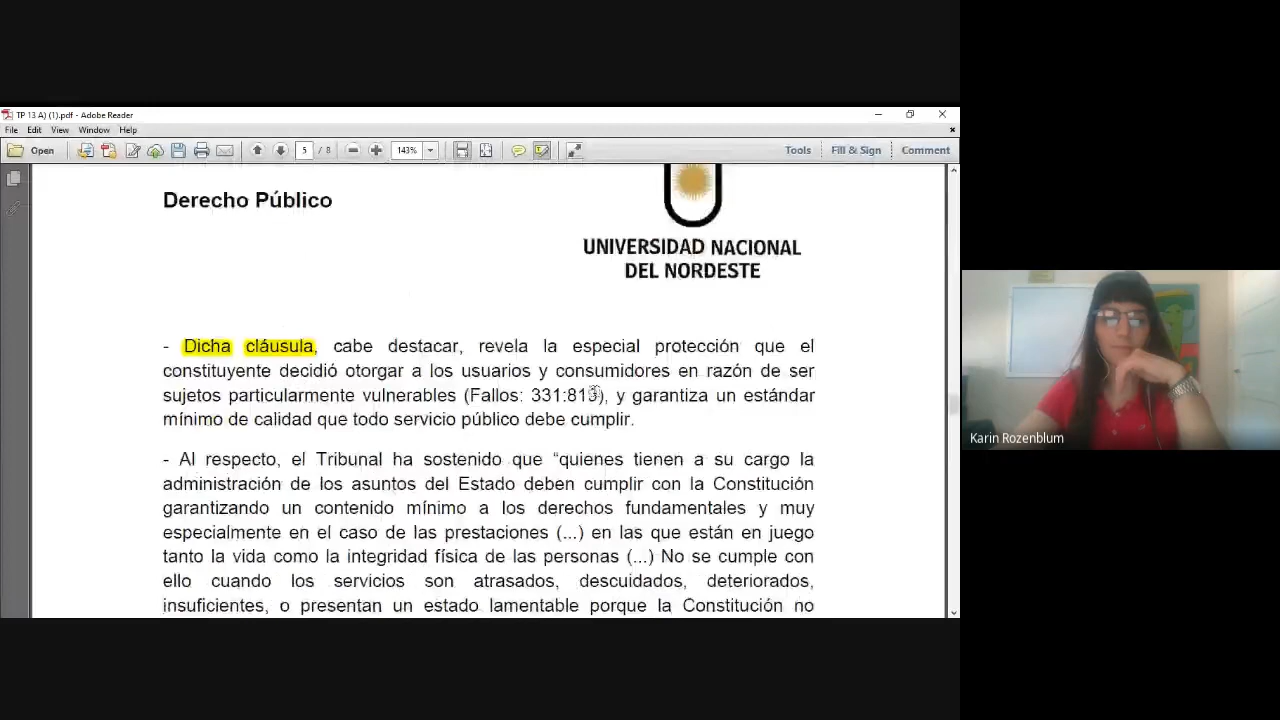 TP 13 A) (1).pdf - Adobe Reader
File Edit View Window Help
Open 5 / 8 143% Tools Fill & Sign Comment
Derecho Público
UNIVERSIDAD NACIONAL
DEL NORDESTE
- Dicha cláusula, cabe destacar, revela la especial protección que el
constituyente decidió otorgar a los usuarios y consumidores en razón de ser
sujetos particularmente vulnerables (Fallos: 331:819), y garantiza un estándar
mínimo de calidad que todo servicio público debe cumplir.
- Al respecto, el Tribunal ha sostenido que “quienes tienen a su cargo la
administración de los asuntos del Estado deben cumplir con la Constitución
garantizando un contenido mínimo a los derechos fundamentales y muy
especialmente en el caso de las prestaciones (...) en las que están en juego
tanto la vida como la integridad física de las personas (...) No se cumple con
ello cuando los servicios son atrasados, descuidados, deteriorados,
insuficientes, o presentan un estado lamentable porque la Constitución no
Karin Rozenblum